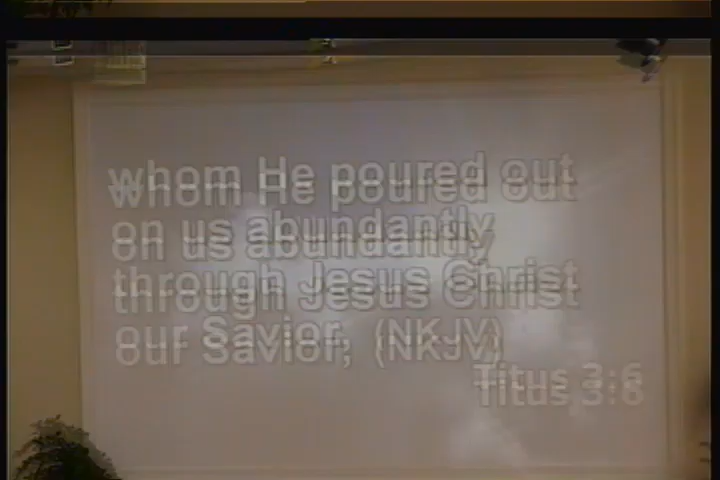 whom He poured out
on us abundantly
through Jesus Christ
our Savior, (NKJV)
Titus 3:6